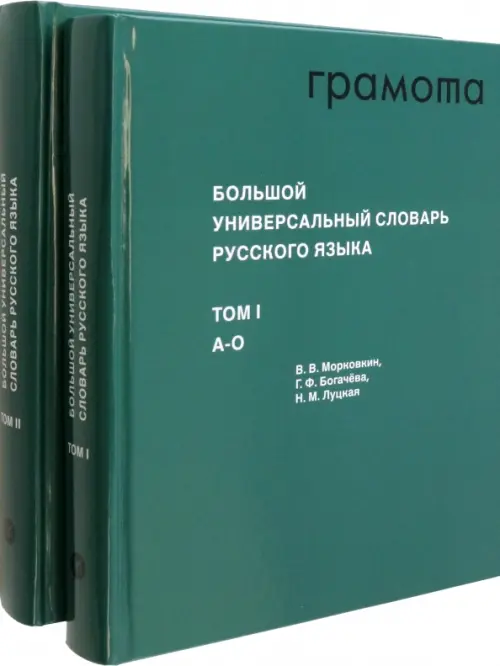 грамота
БОЛЬШОЙ
УНИВЕРСАЛЬНЫЙ СЛОВАРЬ
РУССКОГО ЯЗЫКА
ТОМ I
А-О
В. В. Морковкин,
Г. Ф. Богачёва,
Н. М. Луцкая
БОЛЬШОЙ УНИВЕРСАЛЬНЫЙ
СЛОВАРЬ РУССКОГО ЯЗЫКА
ТОМ I
БОЛЬШОЙ УНИВЕРСАЛЬНЫЙ
СЛОВАРЬ РУССКОГО ЯЗЫКА
ТОМ II